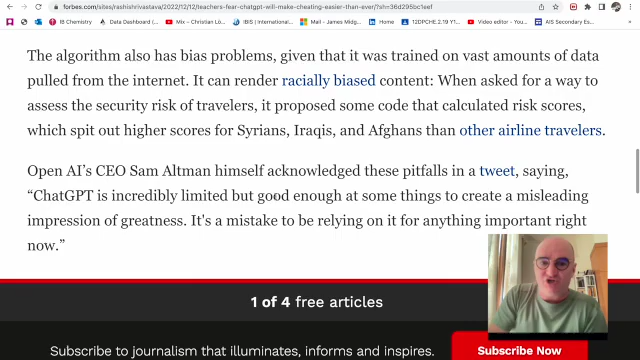 forbes.com/sites/rashishrivastava/2022/12/12/teachers-fear-chatgpt-will-make-cheating-easier-than-ever/?sh=36d295bc1eef
IB Chemistry
Data Dashboard (...
Mix – Christian Lö...
IBIS | International...
Mail - James Midg...
12DPCHE.2.19 Y1...
Video editor - You...
AIS Secondary Es...
The algorithm also has bias problems, given that it was trained on vast amounts of data
pulled from the internet. It can render racially biased content: When asked for a way to
assess the security risk of travelers, it proposed some code that calculated risk scores,
which spit out higher scores for Syrians, Iraqis, and Afghans than other airline travelers.
Open AI's CEO Sam Altman himself acknowledged these pitfalls in a tweet, saying,
“ChatGPT is incredibly limited but good enough at some things to create a misleading
impression of greatness. It's a mistake to be relying on it for anything important right
now.”
1 of 4 free articles
Subscribe to journalism that illuminates, informs and inspires.
Subscribe Now